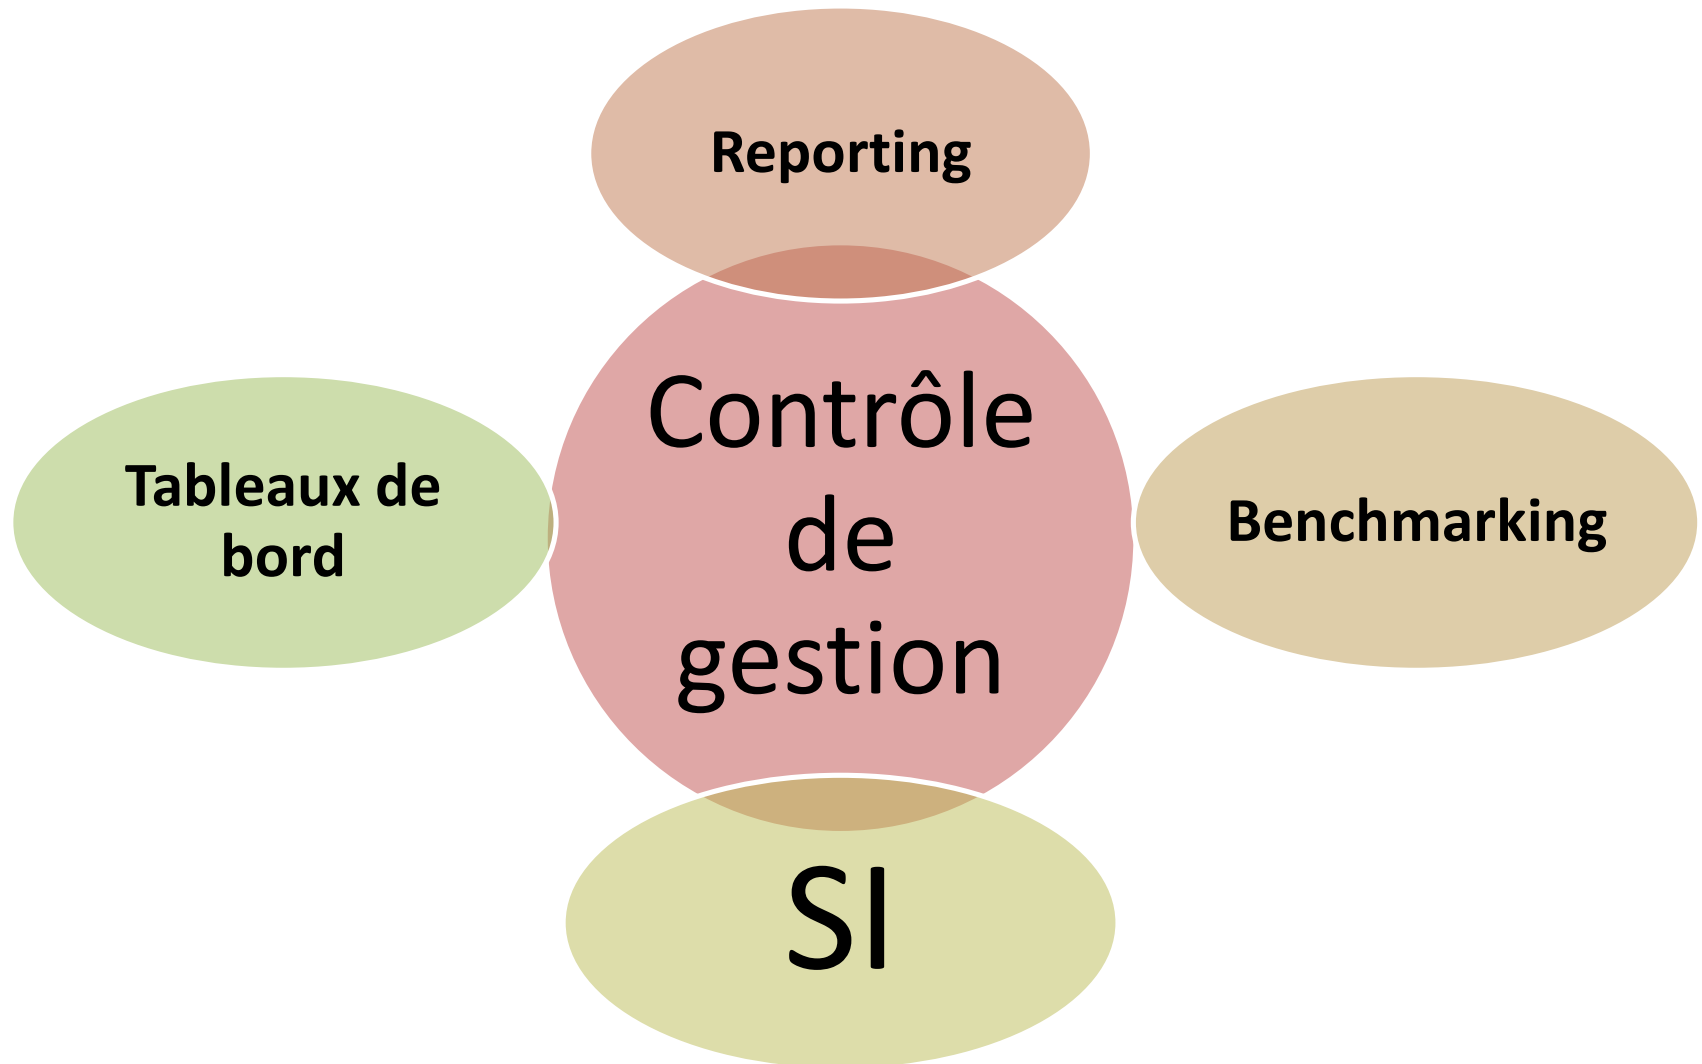 Reporting
Contrôle
de
gestion
Tableaux de
bord
Benchmarking
SI